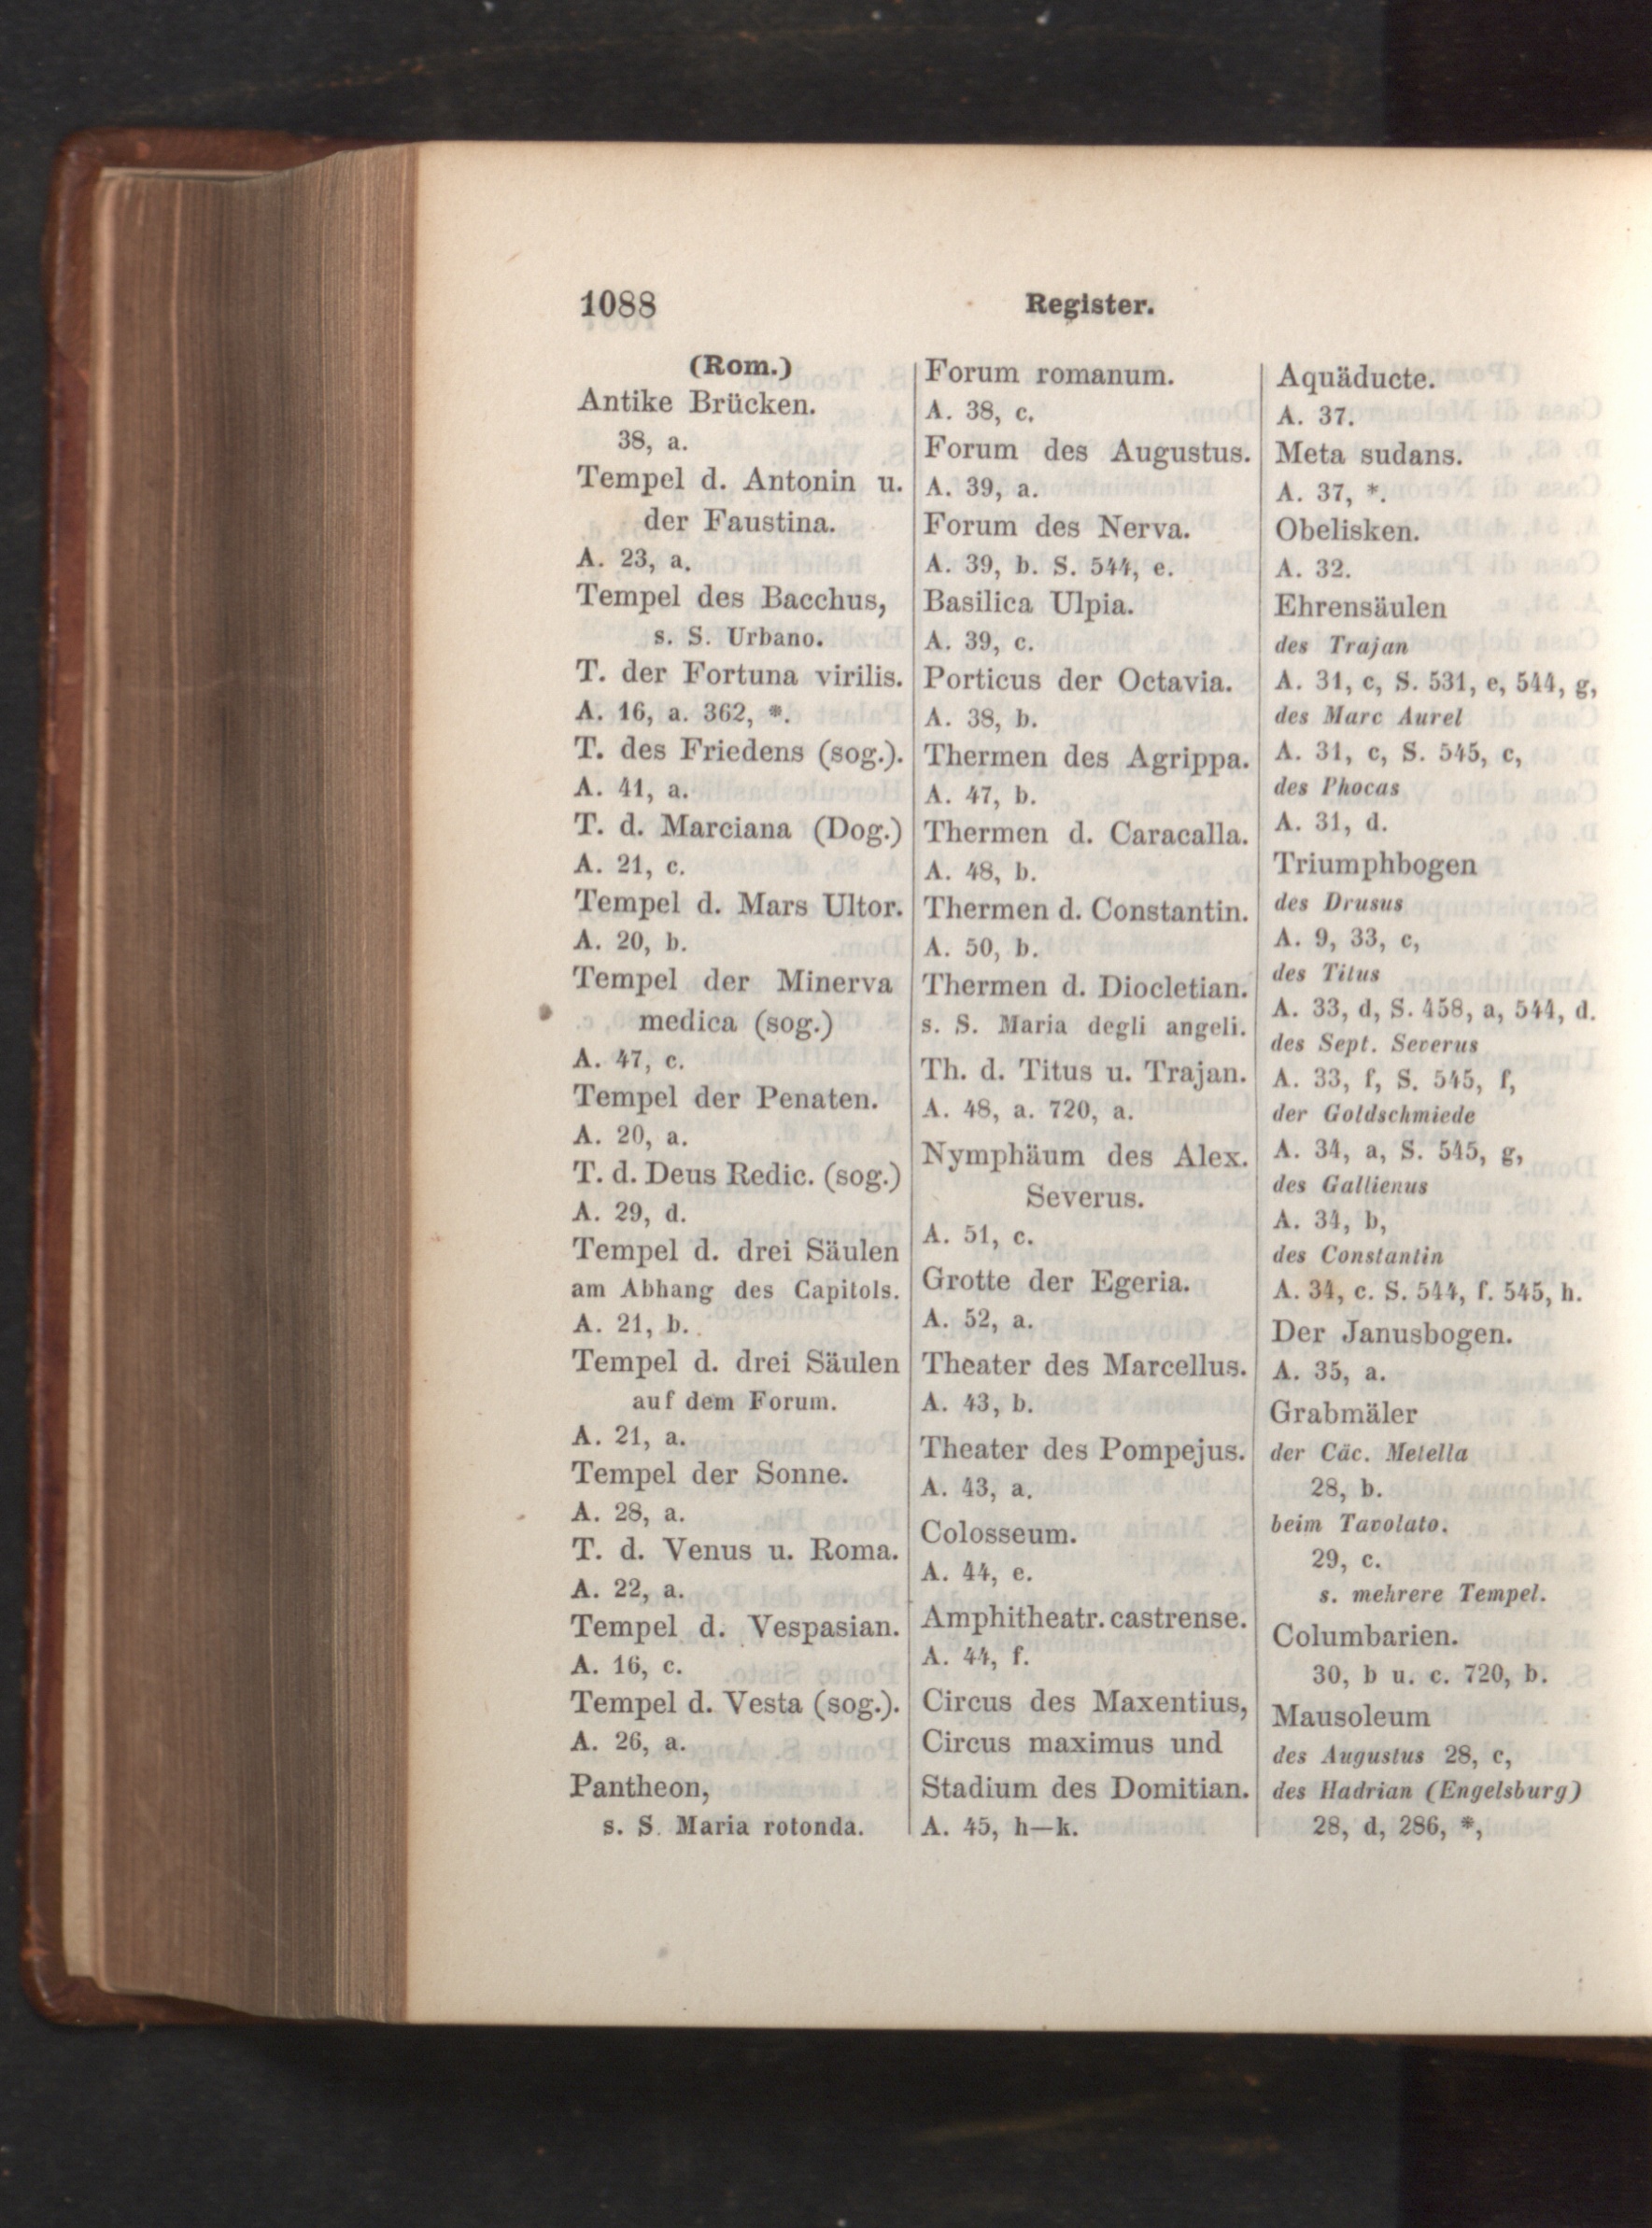 1088
Register.
(Rom.)
Antike Brücken.
38, a.
Tempel d. Antonin u.
der Faustina.
A. 23, a.
Tempel des Bacchus,
s. S. Urbano.
T. der Fortuna virilis.
A. 16, a. 362, *.
T. des Friedens (sog.).
A. 41, a.
T. d. Marciana (Dog.)
A. 21, c.
Tempel d. Mars Ultor.
A. 20, b.
Tempel der Minerva
medica (sog.)
A. 47, c.
Tempel der Penaten.
A. 20, a.
T. d. Deus Redic. (sog.)
A. 29, d.
Tempel d. drei Säulen
am Abhang des Capitols.
A. 21, b.
Tempel d. drei Säulen
auf dem Forum.
A. 21, a.
Tempel der Sonne.
A. 28, a.
T. d. Venus u. Roma.
A. 22, a.
Tempel d. Vespasian.
A. 16, c.
Tempel d. Vesta (sog.).
A. 26, a.
Pantheon,
s. S. Maria rotonda.
Forum romanum.
A. 38, c.
Forum des Augustus.
A. 39, a.
Forum des Nerva.
A. 39, b. S. 544, e.
Basilica Ulpia.
A. 39, c.
Porticus der Octavia.
A. 38, b.
Thermen des Agrippa.
A. 47, b.
Thermen d. Caracalla.
A. 48, b.
Thermen d. Constantin.
A. 50, b.
Thermen d. Diocletian.
s. S. Maria degli angeli.
Th. d. Titus u. Trajan.
A. 48, a. 720, a.
Nymphäum des Alex.
Severus.
A. 51, c.
Grotte der Egeria.
A. 52, a.
Theater des Marcellus.
A. 43, b.
Theater des Pompejus.
A. 43, a.
Colosseum.
A. 44, e.
Amphitheatr. castrense.
A. 44, f.
Circus des Maxentius,
Circus maximus und
Stadium des Domitian.
A. 45, h—k.
Aquäducte.
A. 37.
Meta sudans.
A. 37, *.
Obelisken.
A. 32.
Ehrensäulen
des Trajan
A. 31, c, S. 531, e, 544, g,
des Marc Aurel
A. 31, c, S. 545, c,
des Phocas
A. 31, d.
Triumphbogen
des Drusus
A. 9, 33, c,
des Titus
A. 33, d, S. 458, a, 544, d.
des Sept. Severus
A. 33, f, S. 545, f,
der Goldschmiede
A. 34, a, S. 545, g,
des Gallienus
A. 34, b,
des Constantin
A. 34, c. S. 544, f. 545, h.
Der Janusbogen.
A. 35, a.
Grabmäler
der Cäc. Metella
28, b.
beim Tavolato.
29, c.
s. mehrere Tempel.
Columbarien.
30, b u. c. 720, b.
Mausoleum
des Augustus 28, c,
des Hadrian (Engelsburg)
28, d, 286, *,